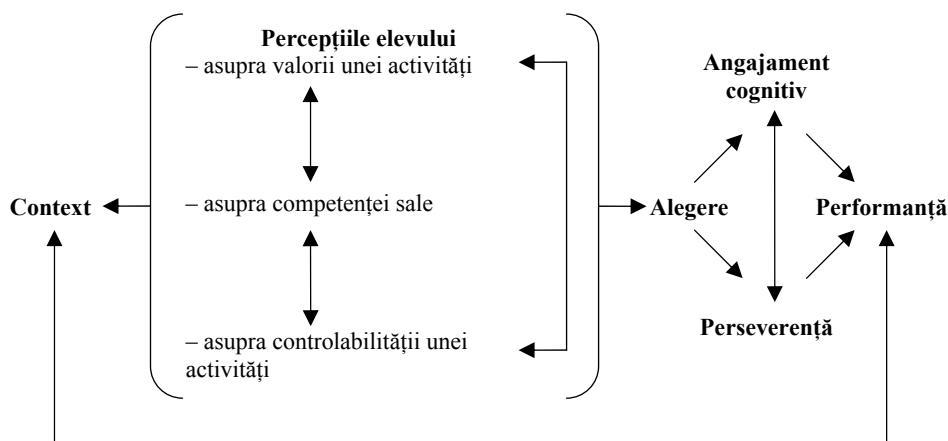 Percepțiile elevului
– asupra valorii unei activități
Angajament
cognitiv
Context
– asupra competenței sale
Alegere
Performanță
Perseverență
– asupra controlabilității unei
activități